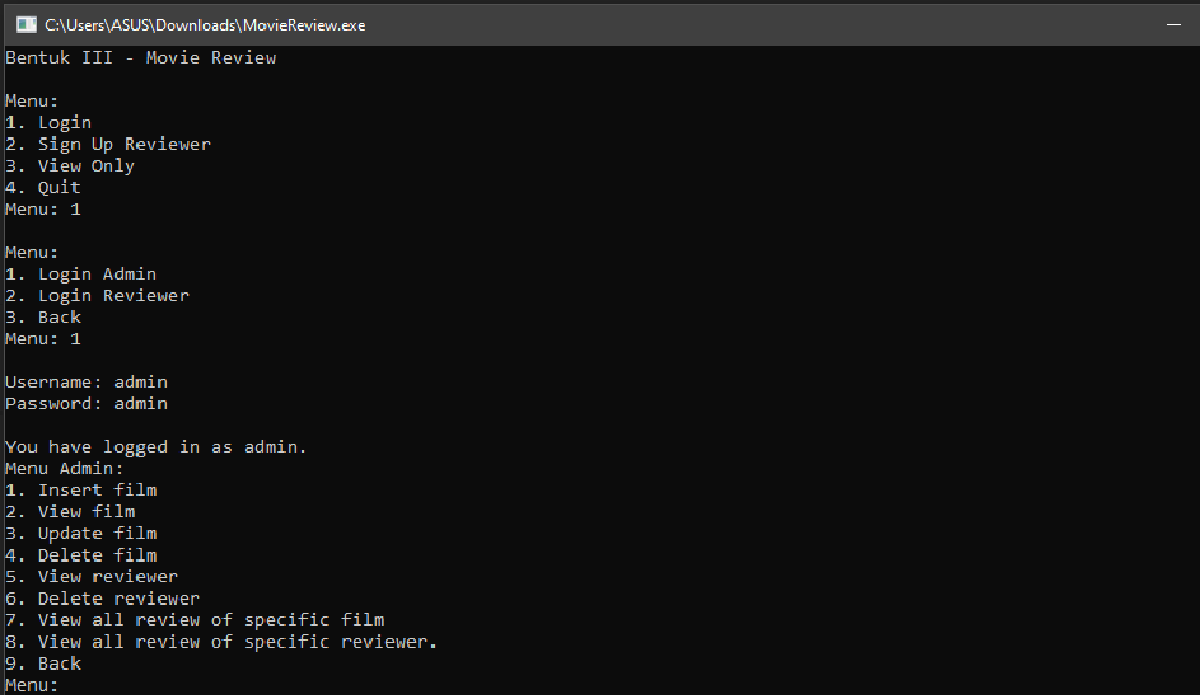 C:\Users\ASUS\Downloads\MovieReview.exe
Bentuk III - Movie Review
Menu:
1. Login
2. Sign Up Reviewer
3. View Only
4. Quit
Menu: 1
Menu:
1. Login Admin
2. Login Reviewer
3. Back
Menu: 1
Username: admin
Password: admin
You have logged in as admin.
Menu Admin:
1. Insert film
2. View film
3. Update film
4. Delete film
5. View reviewer
6. Delete reviewer
7. View all review of specific film
8. View all review of specific reviewer.
9. Back
Menu: